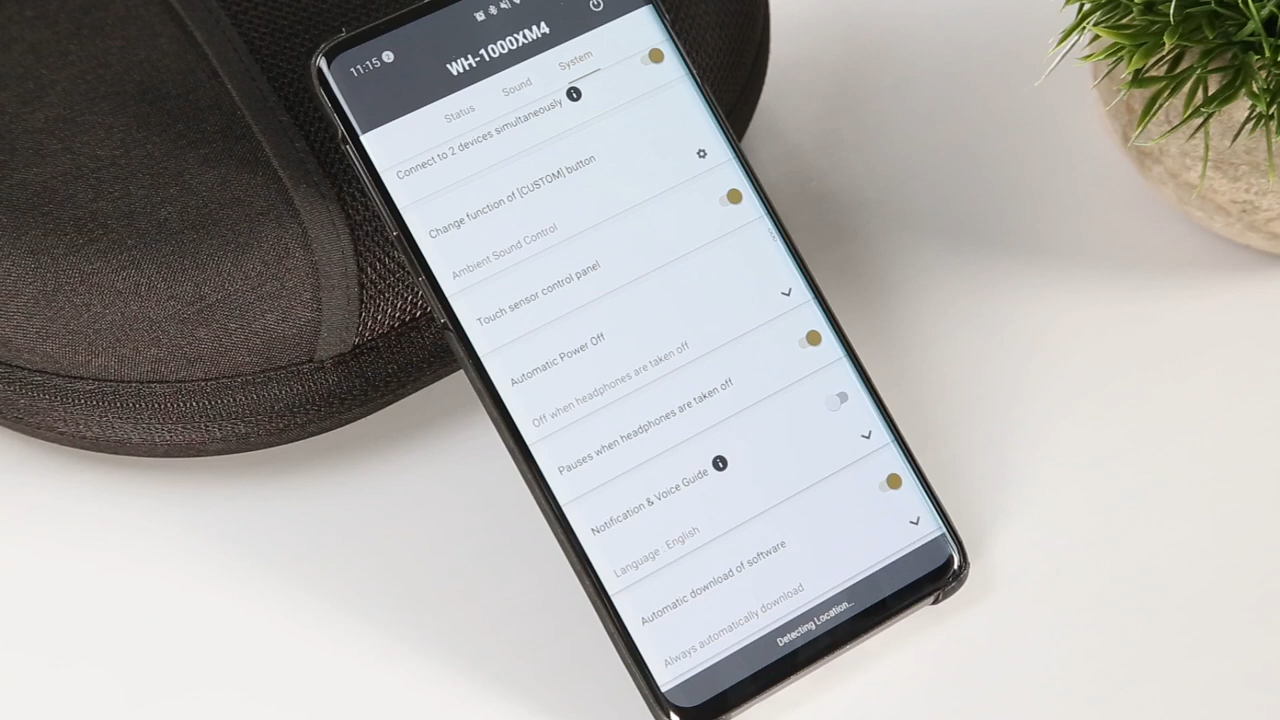 11:15 2
WH-1000XM4
Status Sound System
Connect to 2 devices simultaneously i
Change function of [CUSTOM] button
Ambient Sound Control
Touch sensor control panel
Automatic Power Off
Off when headphones are taken off
Pauses when headphones are taken off
Notification & Voice Guide i
Language : English
Automatic download of software
Always automatically download
Detecting Location...